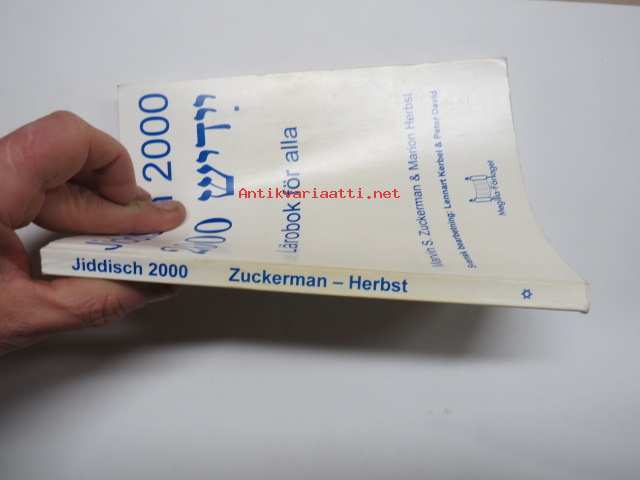 2000
ייִדיש 2000
Lärobok för alla
Marvin S. Zuckerman & Marion Herbst
Svensk bearbetning: Lennart Kerbel & Peter David
Megilla-Förlaget
Jiddisch 2000 Zuckerman – Herbst
Antikvariaatti.net